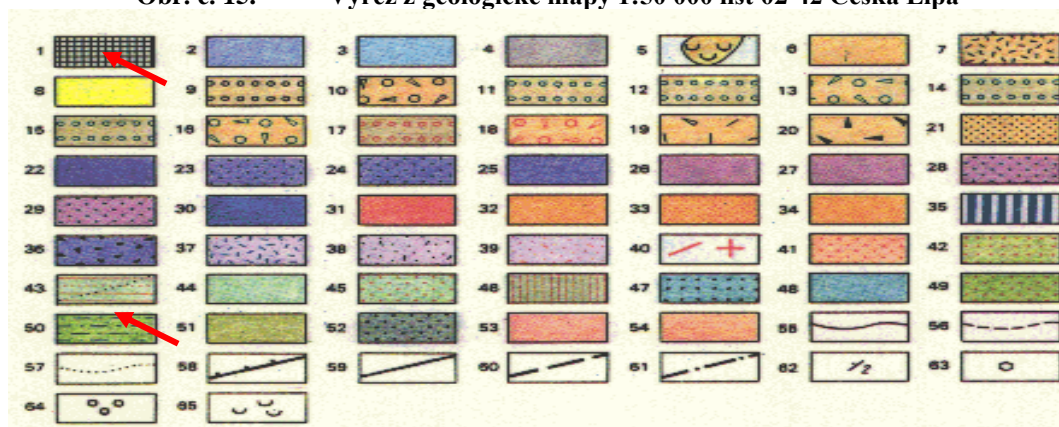 Obr. č. 15. Výřez z geologické mapy 1:50 000 list 02-42 Česká Lípa
1 2 3 4 5 6 7
8 9 10 11 12 13 14
15 16 17 18 19 20 21
22 23 24 25 26 27 28
29 30 31 32 33 34 35
36 37 38 39 40 41 42
43 44 45 46 47 48 49
50 51 52 53 54 55 56
57 58 59 60 61 62 63
64 65